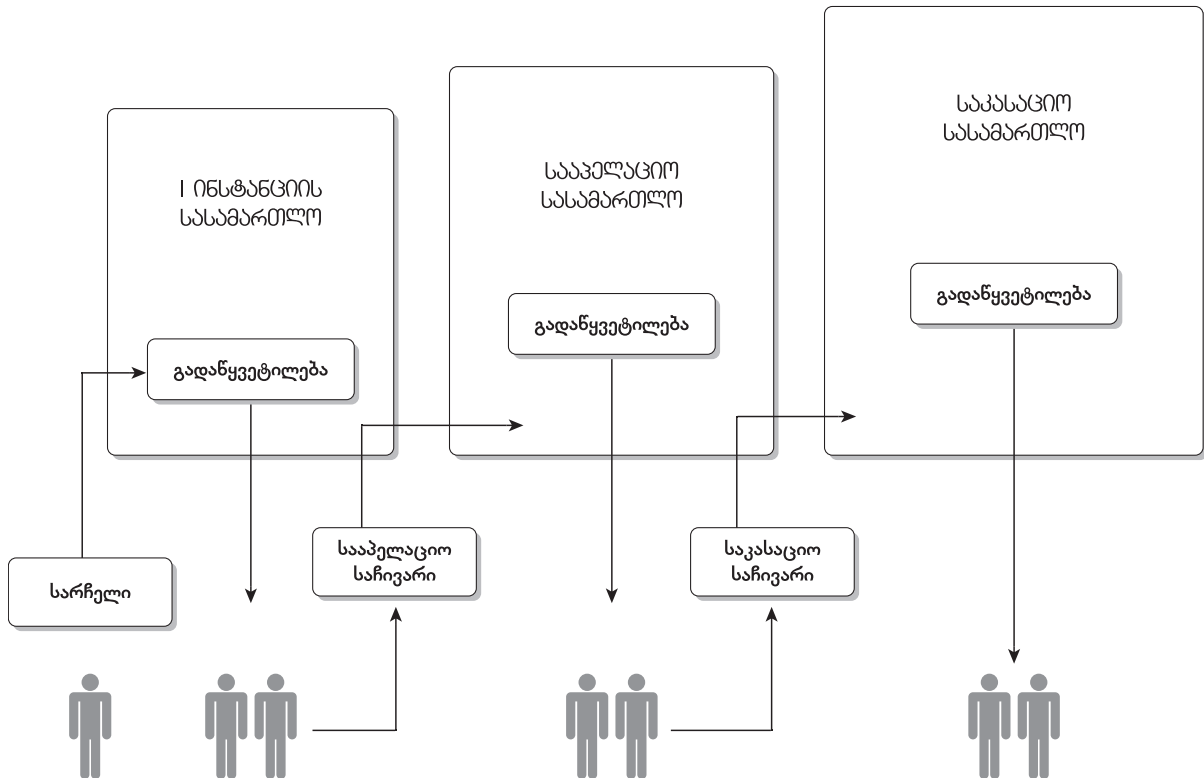 I ინსტანციის
სასამართლო
გადაწყვეტილება
სარჩელი
სააპელაციო
სასამართლო
გადაწყვეტილება
სააპელაციო
საჩივარი
საკასაციო
სასამართლო
გადაწყვეტილება
საკასაციო
საჩივარი